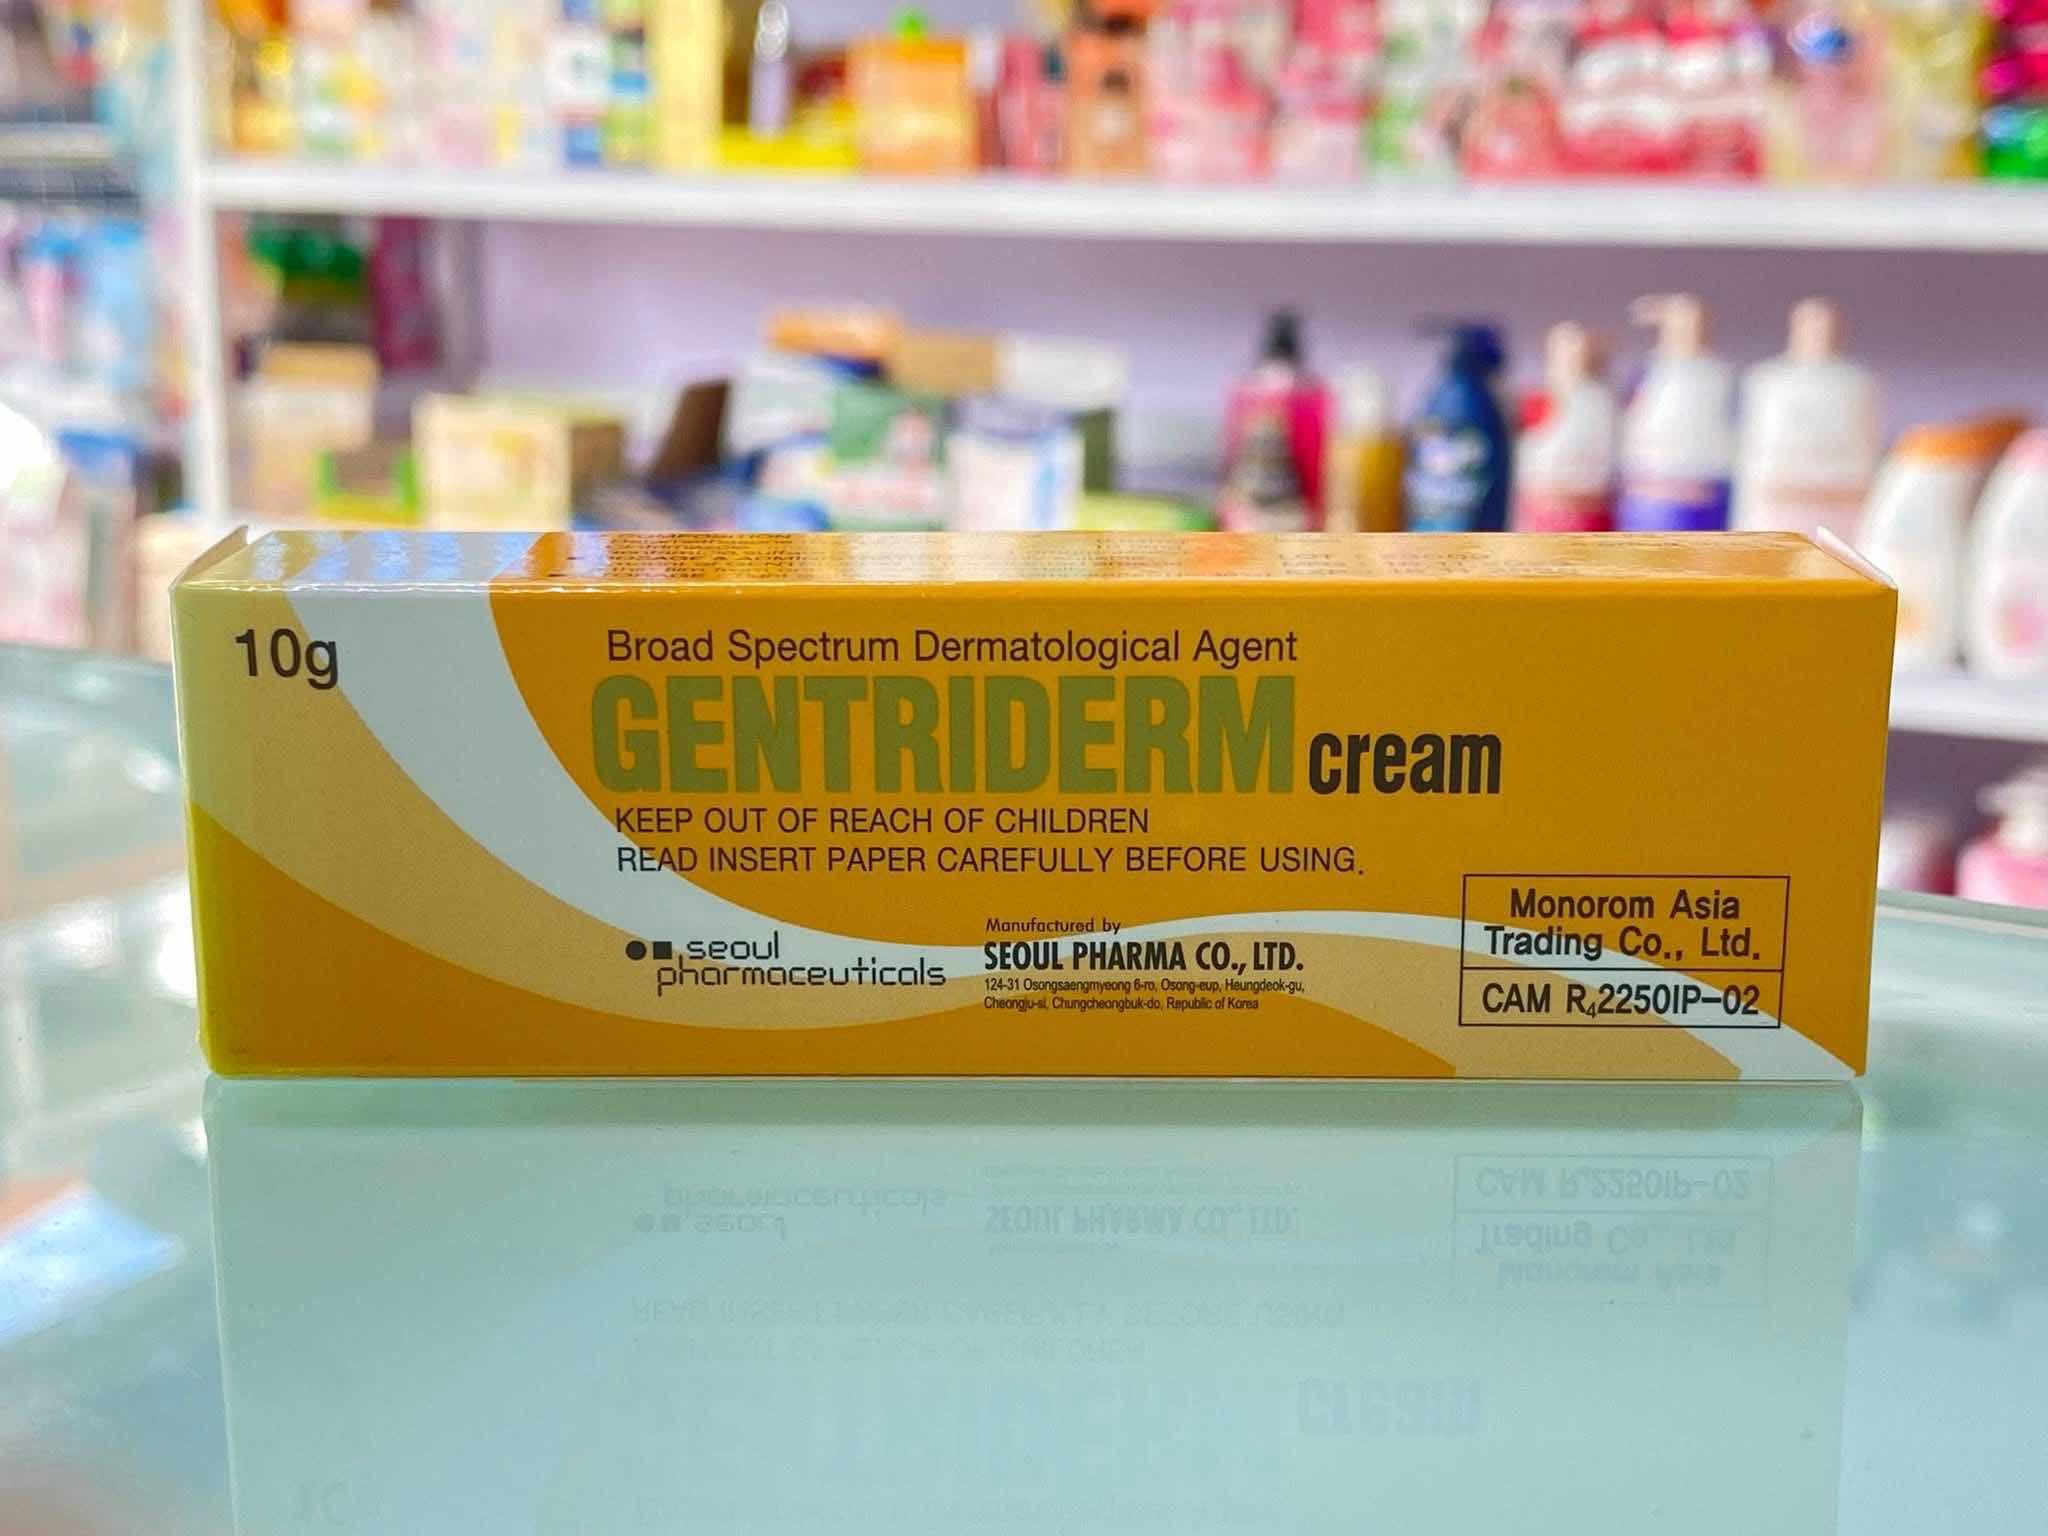 10g
Broad Spectrum Dermatological Agent
GENTRIDERM cream
KEEP OUT OF REACH OF CHILDREN
READ INSERT PAPER CAREFULLY BEFORE USING.
seoul
pharmaceuticals
Manufactured by
SEOUL PHARMA CO., LTD.
124-31 Osongsaengmyeong 6-ro, Osong-eup, Heungdeok-gu,
Cheongju-si, Chungcheongbuk-do, Republic of Korea
Monorom Asia
Trading Co., Ltd.
CAM R₄2250IP-02